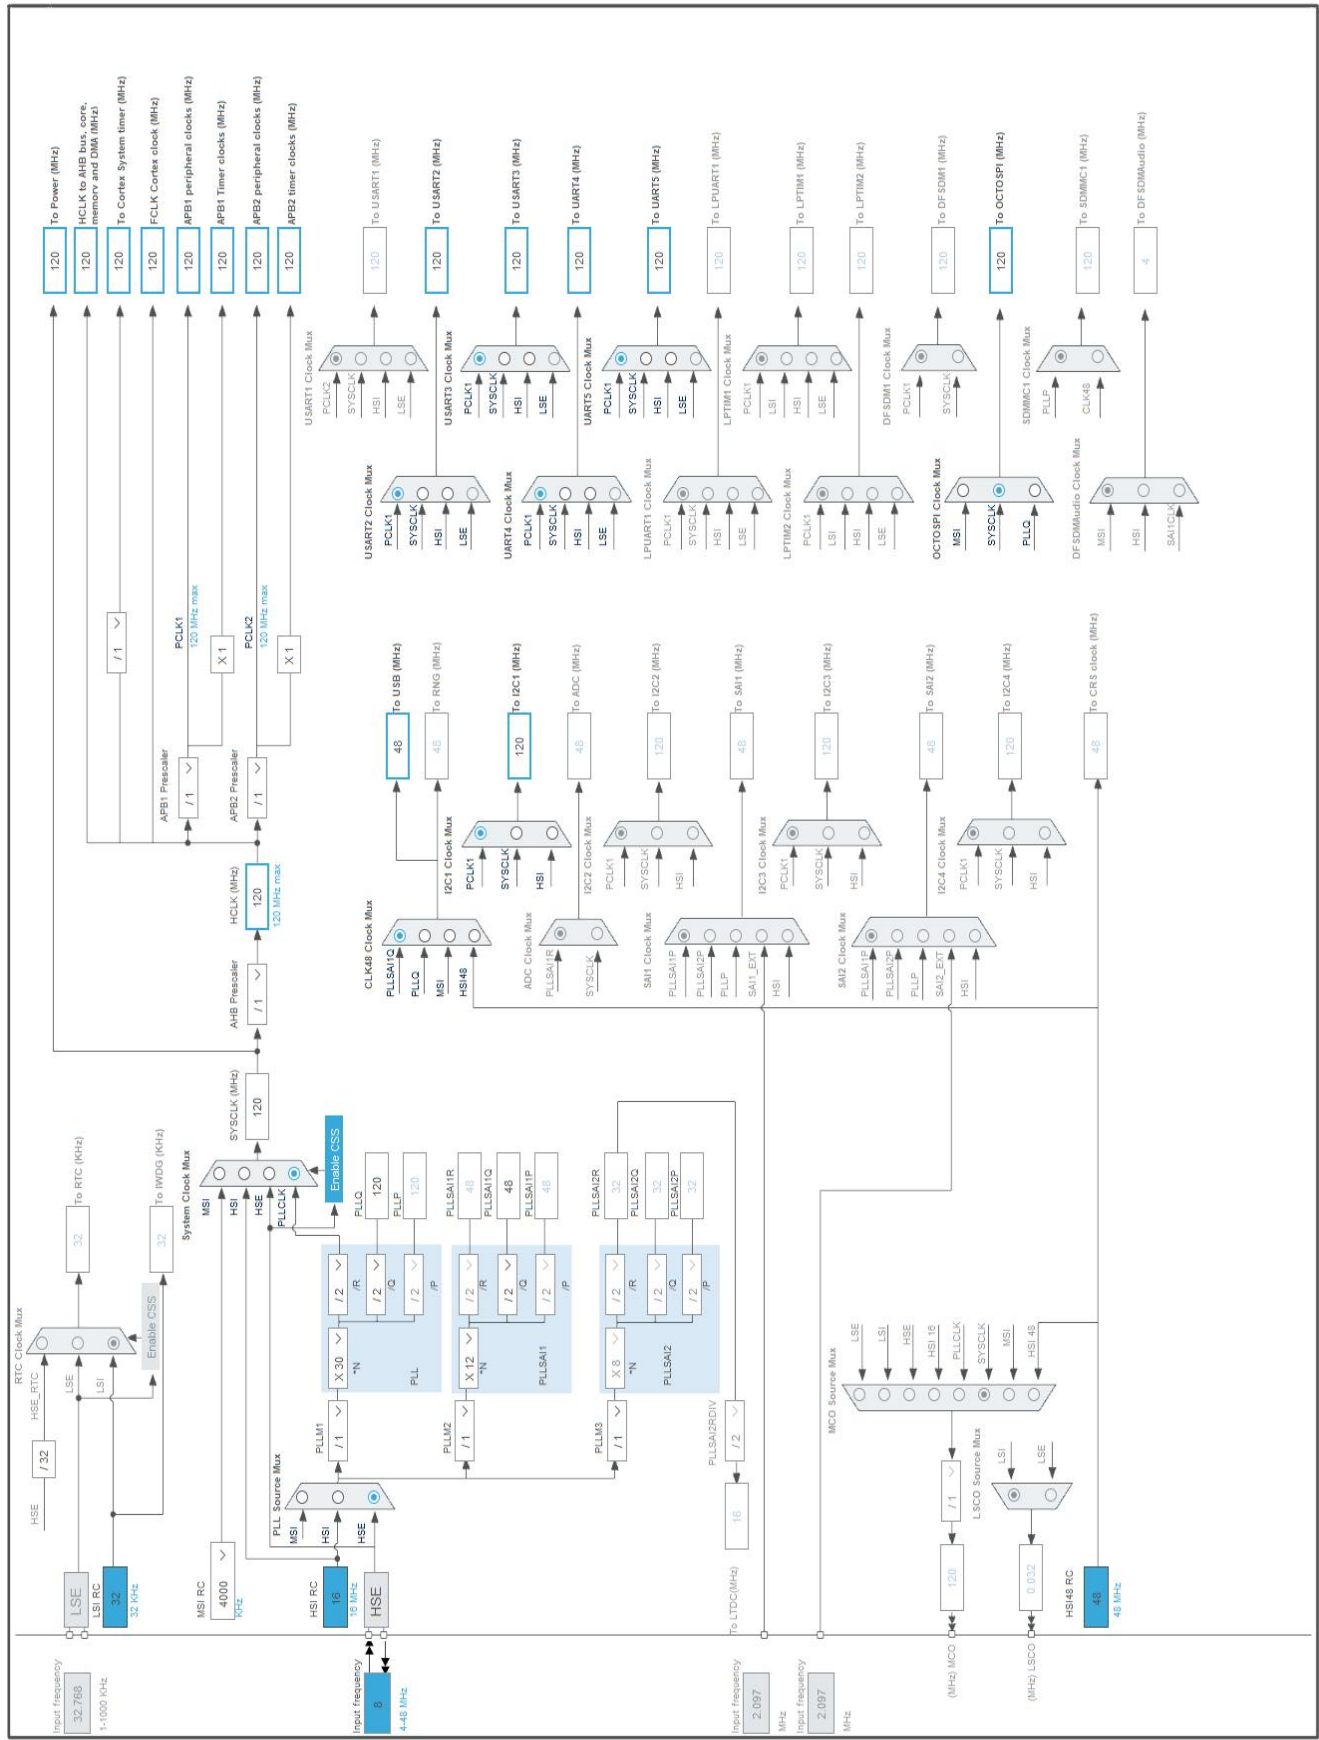 Input frequency
32.768
1-1000 KHz
LSE
LSI RC
32
32 KHz
HSE
/ 32
HSE_RTC
LSE
LSI
RTC Clock Mux
Enable CSS
32
To RTC (KHz)
32
To IWDG (KHz)
MSI RC
4000
KHz
HSI RC
16
16 MHz
Input frequency
8
4-48 MHz
HSE
PLL Source Mux
MSI
HSI
HSE
System Clock Mux
MSI
HSI
HSE
PLLCLK
Enable CSS
SYSCLK (MHz)
120
AHB Prescaler
/ 1
HCLK (MHz)
120
120 MHz max
APB1 Prescaler
/ 1
APB2 Prescaler
/ 1
/ 1
PCLK1
120 MHz max
X 1
PCLK2
120 MHz max
X 1
120
To Power (MHz)
120
HCLK to AHB bus, core,
memory and DMA (MHz)
120
To Cortex System timer (MHz)
120
FCLK Cortex clock (MHz)
120
APB1 peripheral clocks (MHz)
120
APB1 Timer clocks (MHz)
120
APB2 peripheral clocks (MHz)
120
APB2 timer clocks (MHz)
PLLM1
/ 1
X 30
*N
PLL
/ 2
/R
/ 2
/Q
/ 2
/P
PLLQ
120
PLLP
120
PLLM2
/ 1
X 12
*N
PLLSAI1
/ 2
/R
/ 2
/Q
/ 2
/P
PLLSAI1R
48
PLLSAI1Q
48
PLLSAI1P
48
PLLM3
/ 1
X 8
*N
PLLSAI2
/ 2
/R
/ 2
/Q
/ 2
/P
PLLSAI2R
32
PLLSAI2Q
32
PLLSAI2P
32
PLLSAI2RDIV
/ 2
16
To LTDC(MHz)
Input frequency
2.097
MHz
Input frequency
2.097
MHz
MCO Source Mux
LSE
LSI
HSE
HSI 16
PLLCLK
SYSCLK
MSI
HSI 48
/ 1
120
(MHz) MCO
LSCO Source Mux
LSI
LSE
0.032
(MHz) LSCO
HSI48 RC
48
48 MHz
CLK48 Clock Mux
PLLSAI1Q
PLLQ
MSI
HSI48
48
To USB (MHz)
48
To RNG (MHz)
I2C1 Clock Mux
PCLK1
SYSCLK
HSI
120
To I2C1 (MHz)
ADC Clock Mux
PLLSAI1R
SYSCLK
48
To ADC (MHz)
I2C2 Clock Mux
PCLK1
SYSCLK
HSI
120
To I2C2 (MHz)
SAI1 Clock Mux
PLLSAI1P
PLLSAI2P
PLLP
SAI1_EXT
HSI
48
To SAI1 (MHz)
I2C3 Clock Mux
PCLK1
SYSCLK
HSI
120
To I2C3 (MHz)
SAI2 Clock Mux
PLLSAI1P
PLLSAI2P
PLLP
SAI2_EXT
HSI
48
To SAI2 (MHz)
I2C4 Clock Mux
PCLK1
SYSCLK
HSI
120
To I2C4 (MHz)
48
To CRS clock (MHz)
USART1 Clock Mux
PCLK2
SYSCLK
HSI
LSE
120
To USART1 (MHz)
USART2 Clock Mux
PCLK1
SYSCLK
HSI
LSE
120
To USART2 (MHz)
USART3 Clock Mux
PCLK1
SYSCLK
HSI
LSE
120
To USART3 (MHz)
UART4 Clock Mux
PCLK1
SYSCLK
HSI
LSE
120
To UART4 (MHz)
UART5 Clock Mux
PCLK1
SYSCLK
HSI
LSE
120
To UART5 (MHz)
LPUART1 Clock Mux
PCLK1
SYSCLK
HSI
LSE
120
To LPUART1 (MHz)
LPTIM1 Clock Mux
PCLK1
LSI
HSI
LSE
120
To LPTIM1 (MHz)
LPTIM2 Clock Mux
PCLK1
LSI
HSI
LSE
120
To LPTIM2 (MHz)
DFSDM1 Clock Mux
PCLK1
SYSCLK
120
To DFSDM1 (MHz)
OCTOSPI Clock Mux
MSI
SYSCLK
PLLQ
120
To OCTOSPI (MHz)
SDMMC1 Clock Mux
PLLP
CLK48
120
To SDMMC1 (MHz)
DFSDMAudio Clock Mux
MSI
HSI
SAI1CLK
4
To DFSDMAudio (MHz)